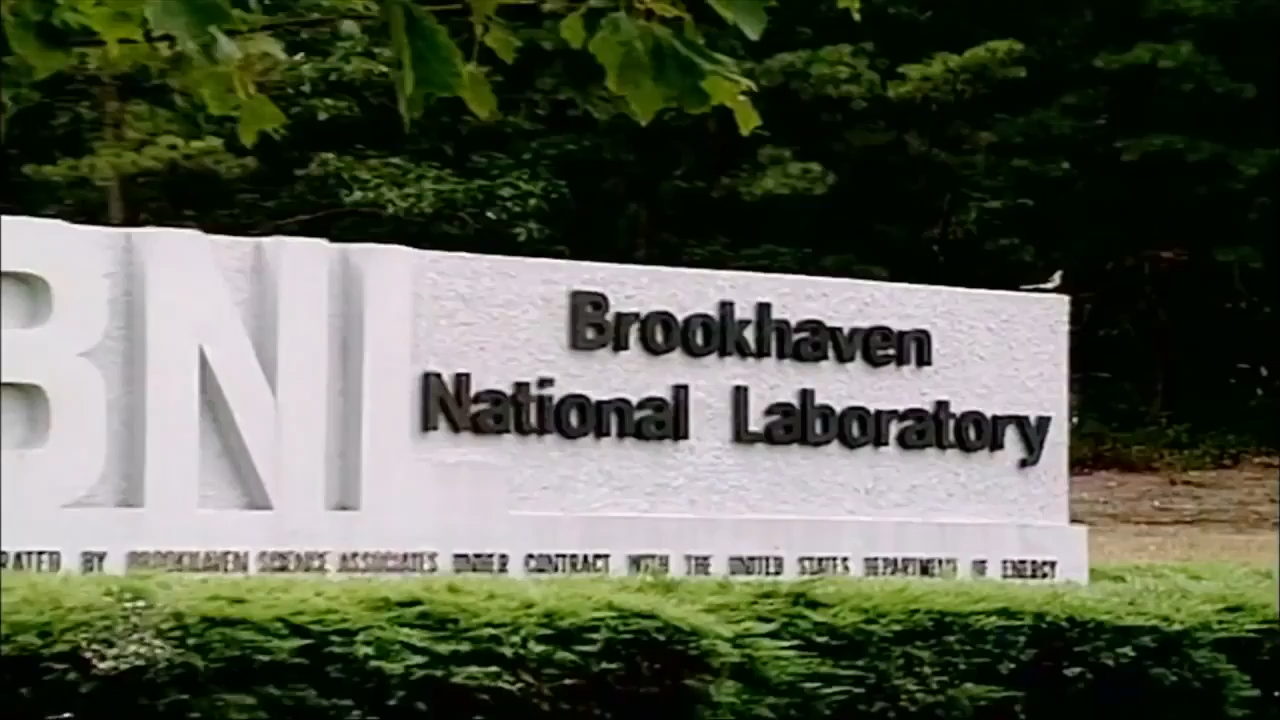 BNL
Brookhaven
National Laboratory
RATED BY BROOKHAVEN SCIENCE ASSOCIATES UNDER CONTRACT WITH THE UNITED STATES DEPARTMENT OF ENERGY